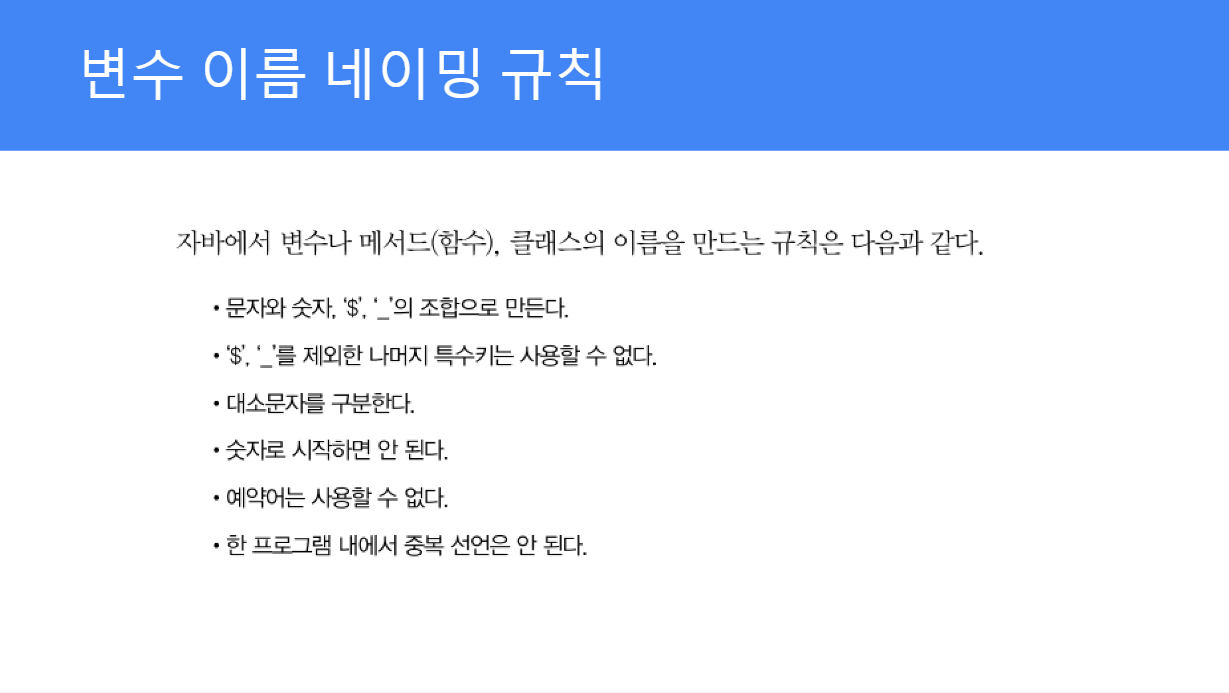 변수 이름 네이밍 규칙
자바에서 변수나 메서드(함수), 클래스의 이름을 만드는 규칙은 다음과 같다.
• 문자와 숫자, ‘$’, ‘_’의 조합으로 만든다.
• ‘$’, ‘_’를 제외한 나머지 특수키는 사용할 수 없다.
• 대소문자를 구분한다.
• 숫자로 시작하면 안 된다.
• 예약어는 사용할 수 없다.
• 한 프로그램 내에서 중복 선언은 안 된다.